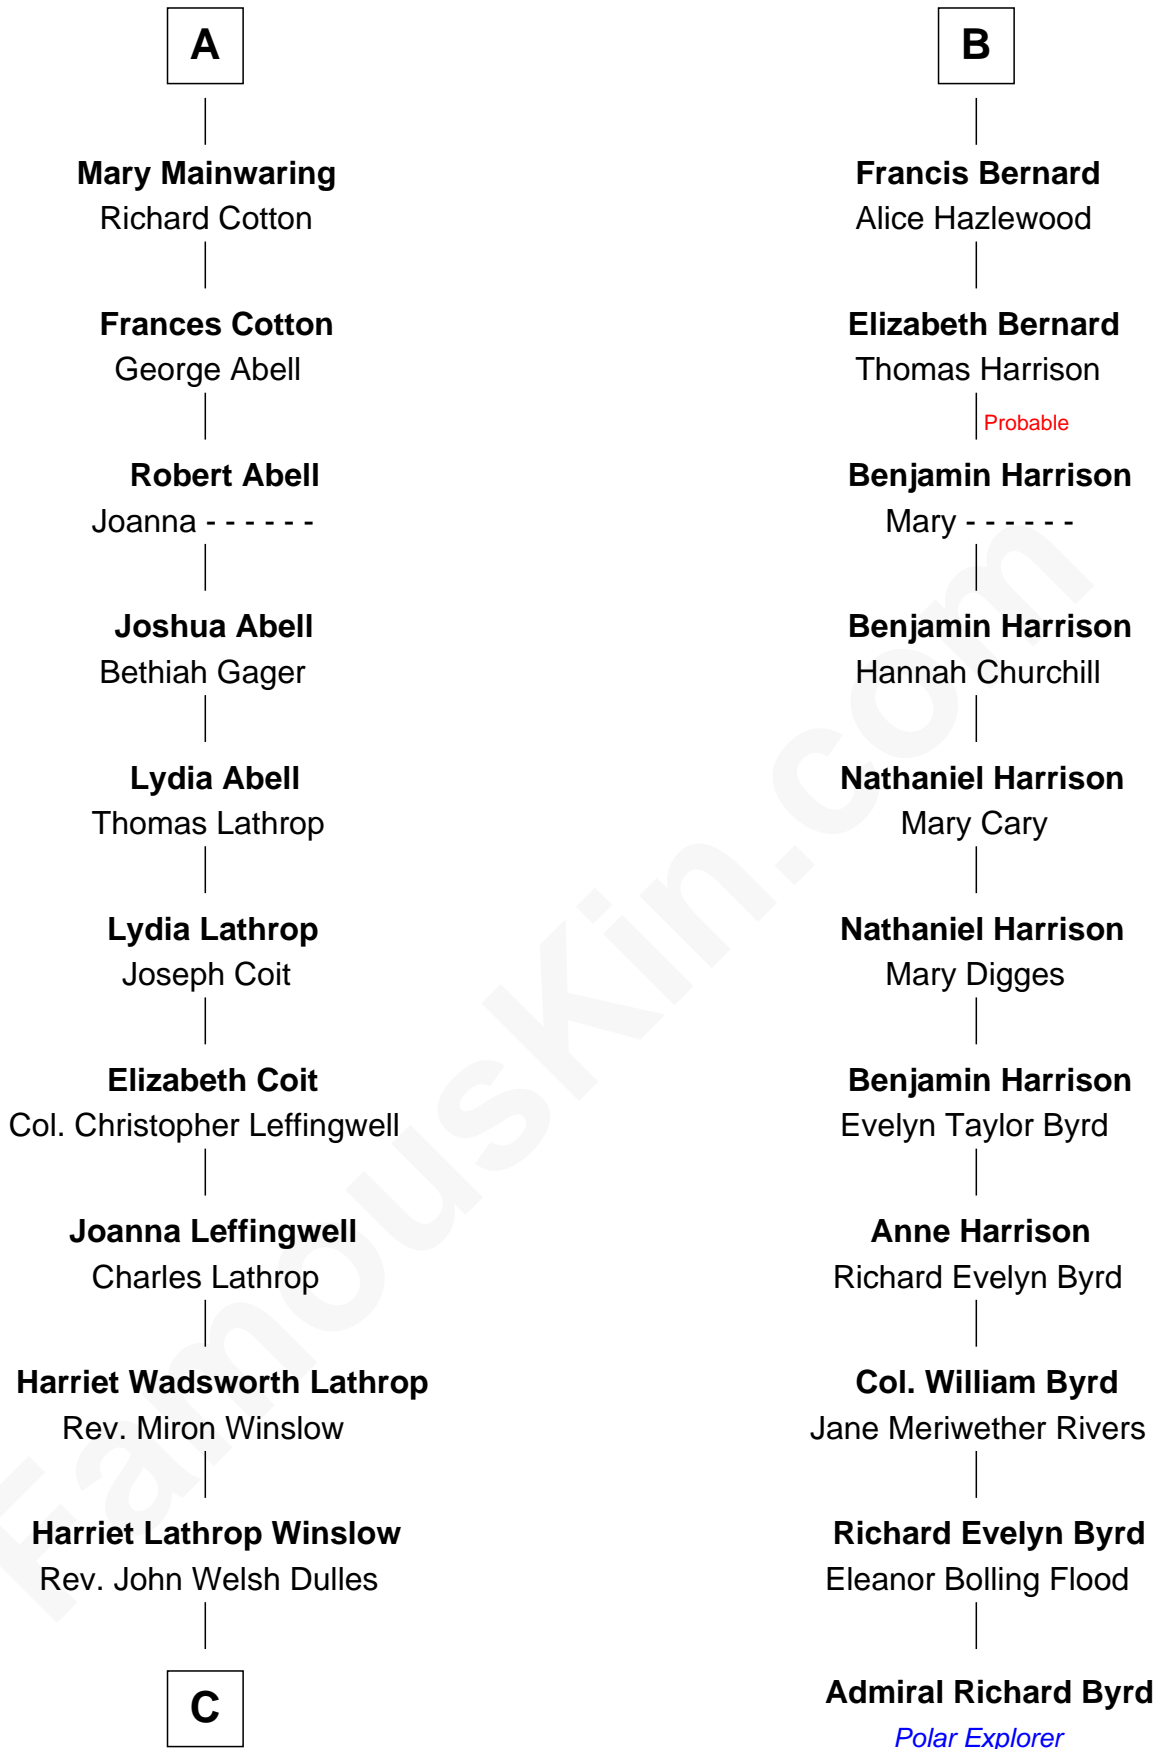 A
Mary Mainwaring
Richard Cotton
Frances Cotton
George Abell
Robert Abell
Joanna - - - - - -
Joshua Abell
Bethiah Gager
Lydia Abell
Thomas Lathrop
Lydia Lathrop
Joseph Coit
Elizabeth Coit
Col. Christopher Leffingwell
Joanna Leffingwell
Charles Lathrop
Harriet Wadsworth Lathrop
Rev. Miron Winslow
Harriet Lathrop Winslow
Rev. John Welsh Dulles
C
B
Francis Bernard
Alice Hazlewood
Elizabeth Bernard
Thomas Harrison
Probable
Benjamin Harrison
Mary - - - - - -
Benjamin Harrison
Hannah Churchill
Nathaniel Harrison
Mary Cary
Nathaniel Harrison
Mary Digges
Benjamin Harrison
Evelyn Taylor Byrd
Anne Harrison
Richard Evelyn Byrd
Col. William Byrd
Jane Meriwether Rivers
Richard Evelyn Byrd
Eleanor Bolling Flood
Admiral Richard Byrd
Polar Explorer
FamousKin.com